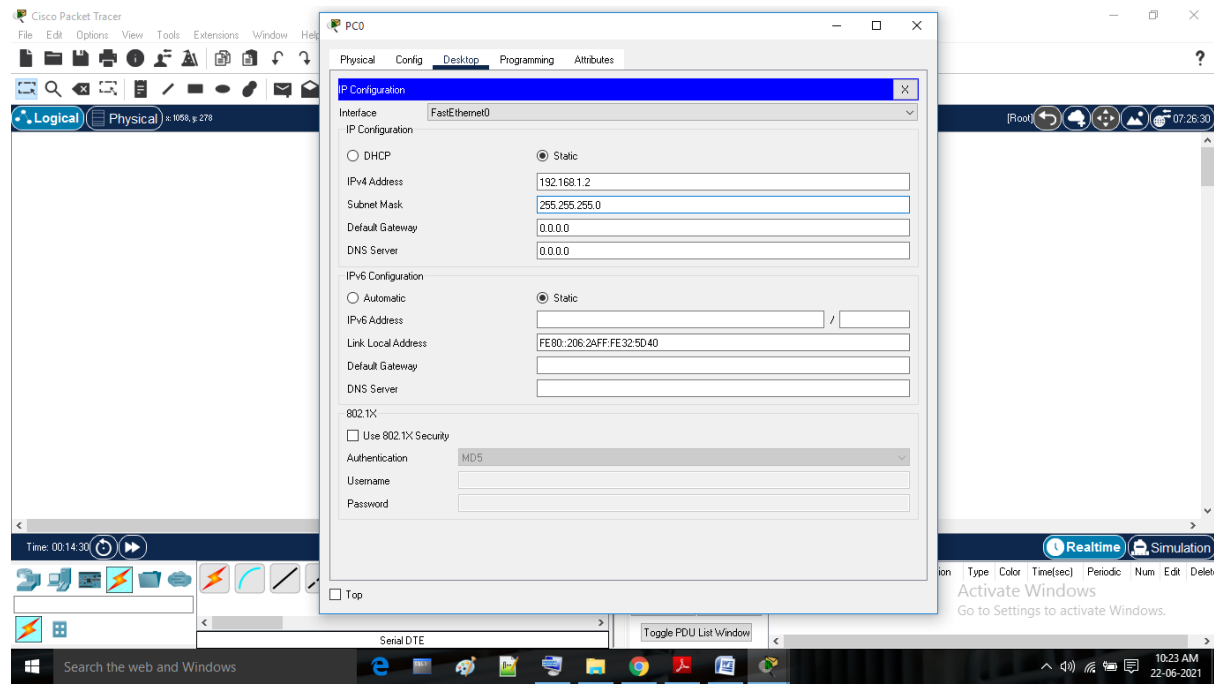 Cisco Packet Tracer
File Edit Options View Tools Extensions Window Help
Logical Physical x: 1058, y: 278
[Root] 07:26:30
PC0
Physical Config Desktop Programming Attributes
IP Configuration X
Interface FastEthernet0
IP Configuration
DHCP Static
IPv4 Address 192.168.1.2
Subnet Mask 255.255.255.0
Default Gateway 0.0.0.0
DNS Server 0.0.0.0
IPv6 Configuration
Automatic Static
IPv6 Address /
Link Local Address FE80::206:2AFF:FE32:5D40
Default Gateway
DNS Server
802.1X
Use 802.1X Security
Authentication MD5
Username
Password
Top
Time: 00:14:30
Realtime Simulation
ion Type Color Time(sec) Periodic Num Edit Delet
Activate Windows
Go to Settings to activate Windows.
Serial DTE
Toggle PDU List Window
Search the web and Windows
10:23 AM
22-06-2021